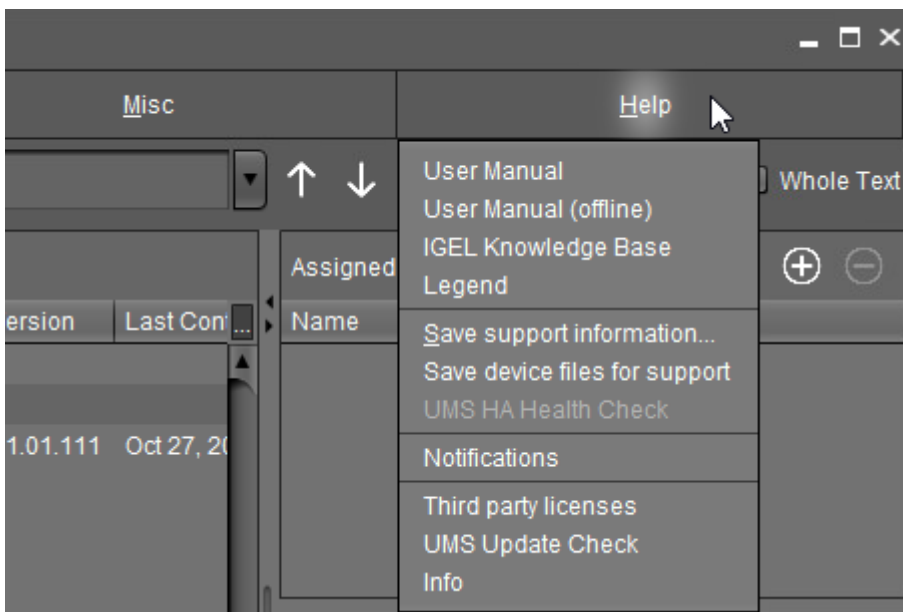 Misc
Help
User Manual
Whole Text
User Manual (offline)
IGEL Knowledge Base
Assigned
Legend
ersion
Last Con
...
Name
Save support information...
Save device files for support
UMS HA Health Check
1.01.111
Oct 27, 20
Notifications
Third party licenses
UMS Update Check
Info